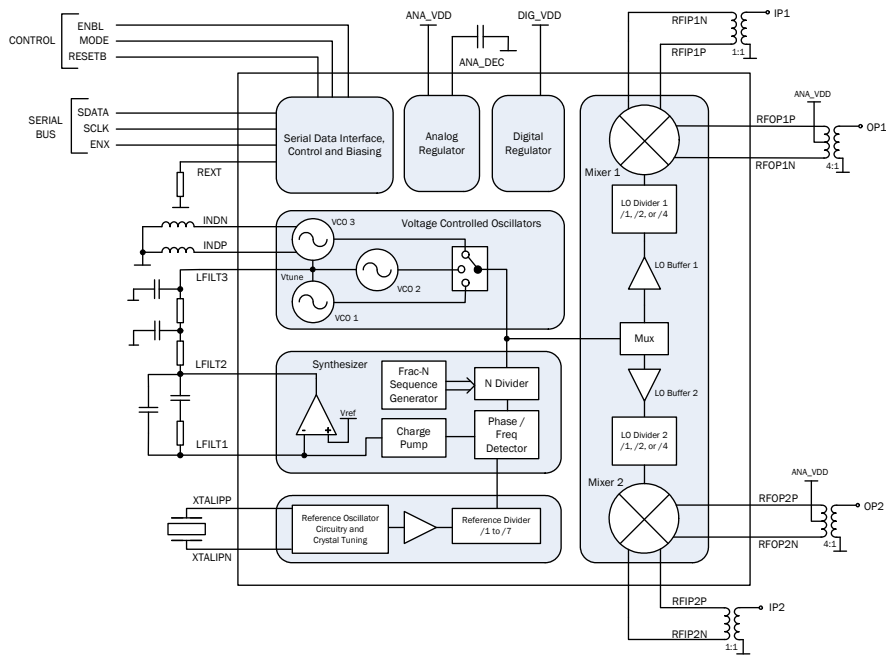 ENBL
CONTROL
MODE
RESETB
ANA_VDD
DIG_VDD
ANA_DEC
RFIP1N
RFIP1P
IP1
1:1
SERIAL
BUS
SDATA
SCLK
ENX
REXT
Serial Data Interface,
Control and Biasing
Analog
Regulator
Digital
Regulator
Mixer 1
ANA_VDD
RFOP1P
OP1
RFOP1N
4:1
LO Divider 1
/1, /2, or /4
INDN
INDP
LFILT3
VCO 3
Voltage Controlled Oscillators
Vtune
VCO 2
VCO 1
LO Buffer 1
Mux
LO Buffer 2
LFILT2
LFILT1
Synthesizer
Frac-N
Sequence
Generator
N Divider
Vref
-
+
Charge
Pump
Phase /
Freq
Detector
LO Divider 2
/1, /2, or /4
Mixer 2
ANA_VDD
RFOP2P
OP2
RFOP2N
4:1
XTALIPP
XTALIPN
Reference Oscillator
Circuitry and
Crystal Tuning
Reference Divider
/1 to /7
RFIP2P
IP2
RFIP2N
1:1